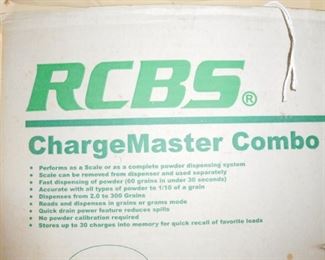 RCBS®
ChargeMaster Combo
• Performs as a Scale or as a complete powder dispensing system
• Scale can be removed from dispenser and used separately
• Fast dispensing of powder (60 grains in under 30 seconds)
• Accurate with all types of powder to 1/10 of a grain
• Dispenses from 2.0 to 300 Grains
• Reads and dispenses in grains or grams mode
• Quick drain power feature reduces spills
• No powder calibration required
• Stores up to 30 charges into memory for quick recall of favorite loads